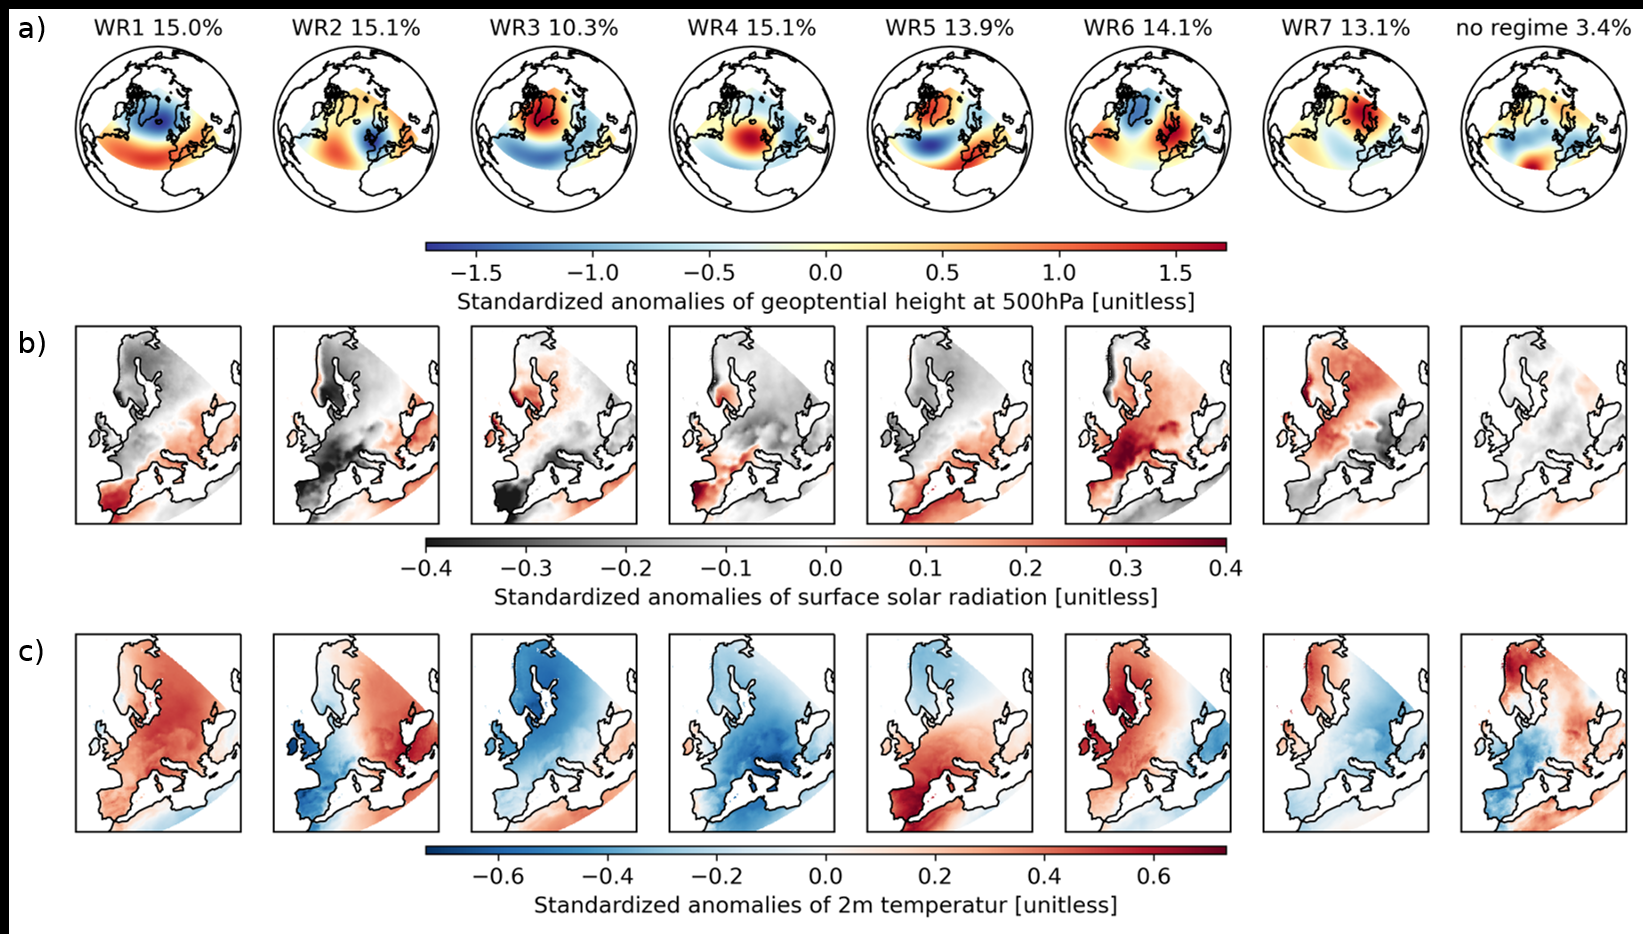 a)
WR1 15.0% WR2 15.1% WR3 10.3% WR4 15.1% WR5 13.9% WR6 14.1% WR7 13.1% no regime 3.4%
−1.5 −1.0 −0.5 0.0 0.5 1.0 1.5
Standardized anomalies of geoptential height at 500hPa [unitless]
b)
−0.4 −0.3 −0.2 −0.1 0.0 0.1 0.2 0.3 0.4
Standardized anomalies of surface solar radiation [unitless]
c)
−0.6 −0.4 −0.2 0.0 0.2 0.4 0.6
Standardized anomalies of 2m temperatur [unitless]